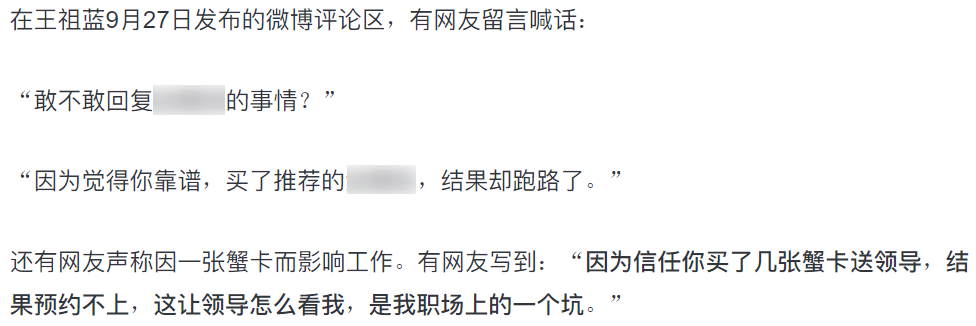 在王祖蓝9月27日发布的微博评论区，有网友留言喊话：
“敢不敢回复的事情？”
“因为觉得你靠谱，买了推荐的，结果却跑路了。”
还有网友声称因一张蟹卡而影响工作。有网友写到：“因为信任你买了几张蟹卡送领导，结
果预约不上，这让领导怎么看我，是我职场上的一个坑。”